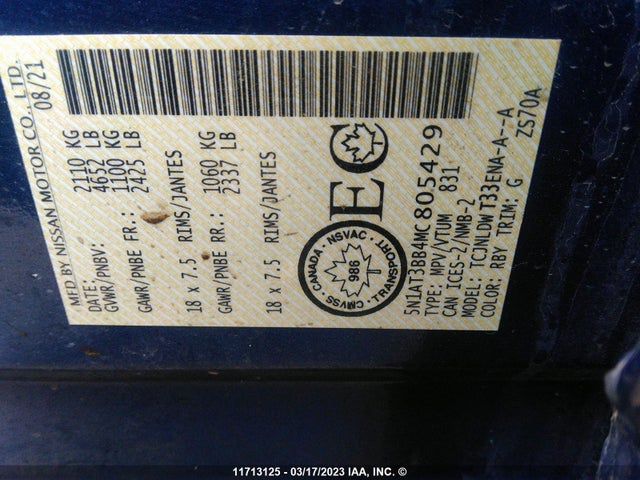 MFD BY NISSAN MOTOR CO., LTD.
DATE: 08/21
GVWR/PNBV: 2110 KG
4652 LB
GAWR/PNBE FR.: 1100 KG
2425 LB
18 x 7.5 RIMS/JANTES
GAWR/PNBE RR.: 1060 KG
2337 LB
18 x 7.5 RIMS/JANTES
CANADA · NSVAC · TRANSPORT · CMVSS
986
EC
5N1AT3BB4MC805429
TYPE: MPV/VTUM 831
CAN ICES-2/NMB-2
MODEL: TCJNLDWT33ENA-A--A
COLOR: RBY TRIM: G ZS70A
11713125 - 03/17/2023 IAA, INC. ©